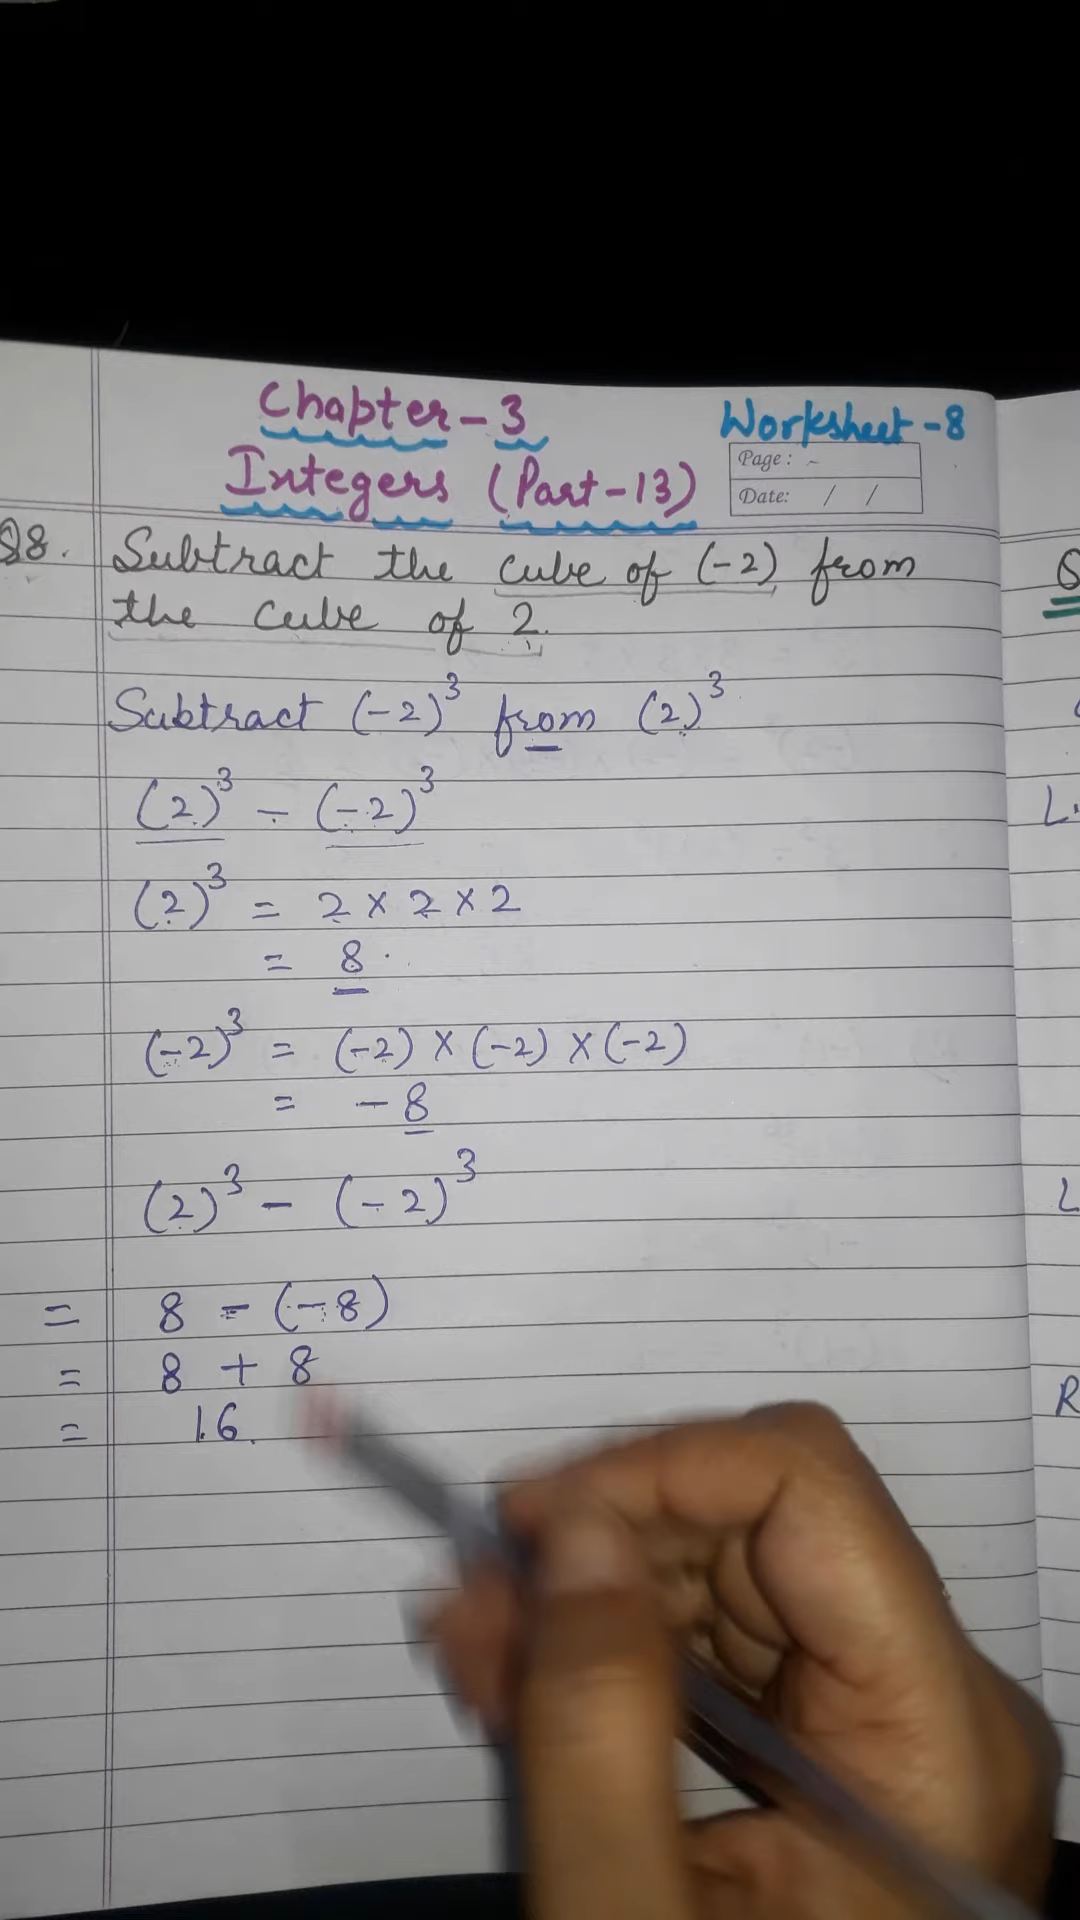 Chapter-3
Worksheet-8
Integers (Part-13)
Page: -
Date: / /
Q8. Subtract the cube of (-2) from
the cube of 2.
Subtract (-2)³ from (2)³
(2)³ - (-2)³
(2)³ = 2 × 2 × 2
= 8.
(-2)³ = (-2) × (-2) × (-2)
= -8
(2)³ - (-2)³
= 8 - (-8)
= 8 + 8
= 16.
L
L
R